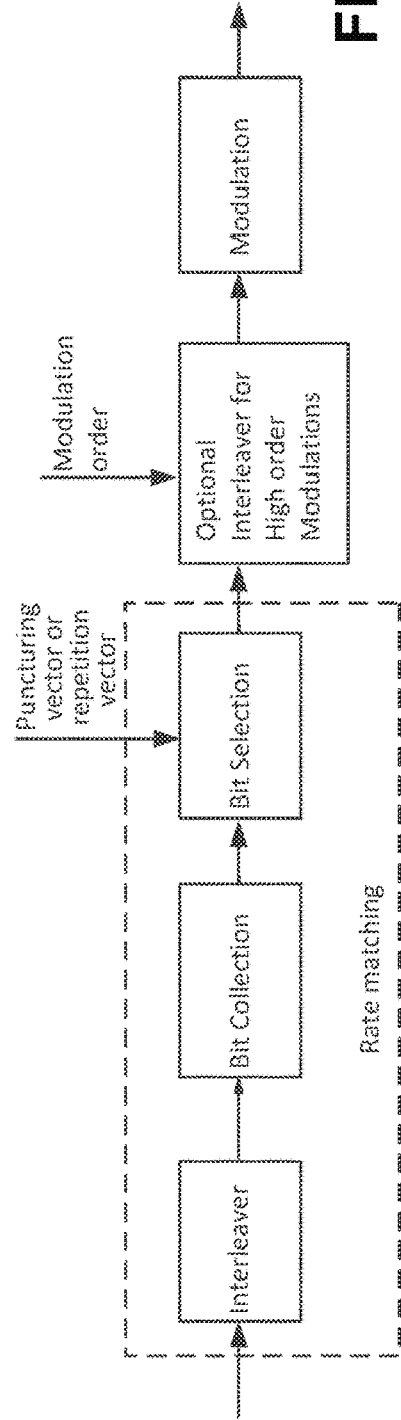 Interleaver
Bit Collection
Bit Selection
Rate matching
Puncturing
vector or
repetition
vector
Optional
Interleaver for
High order
Modulations
Modulation
order
Modulation